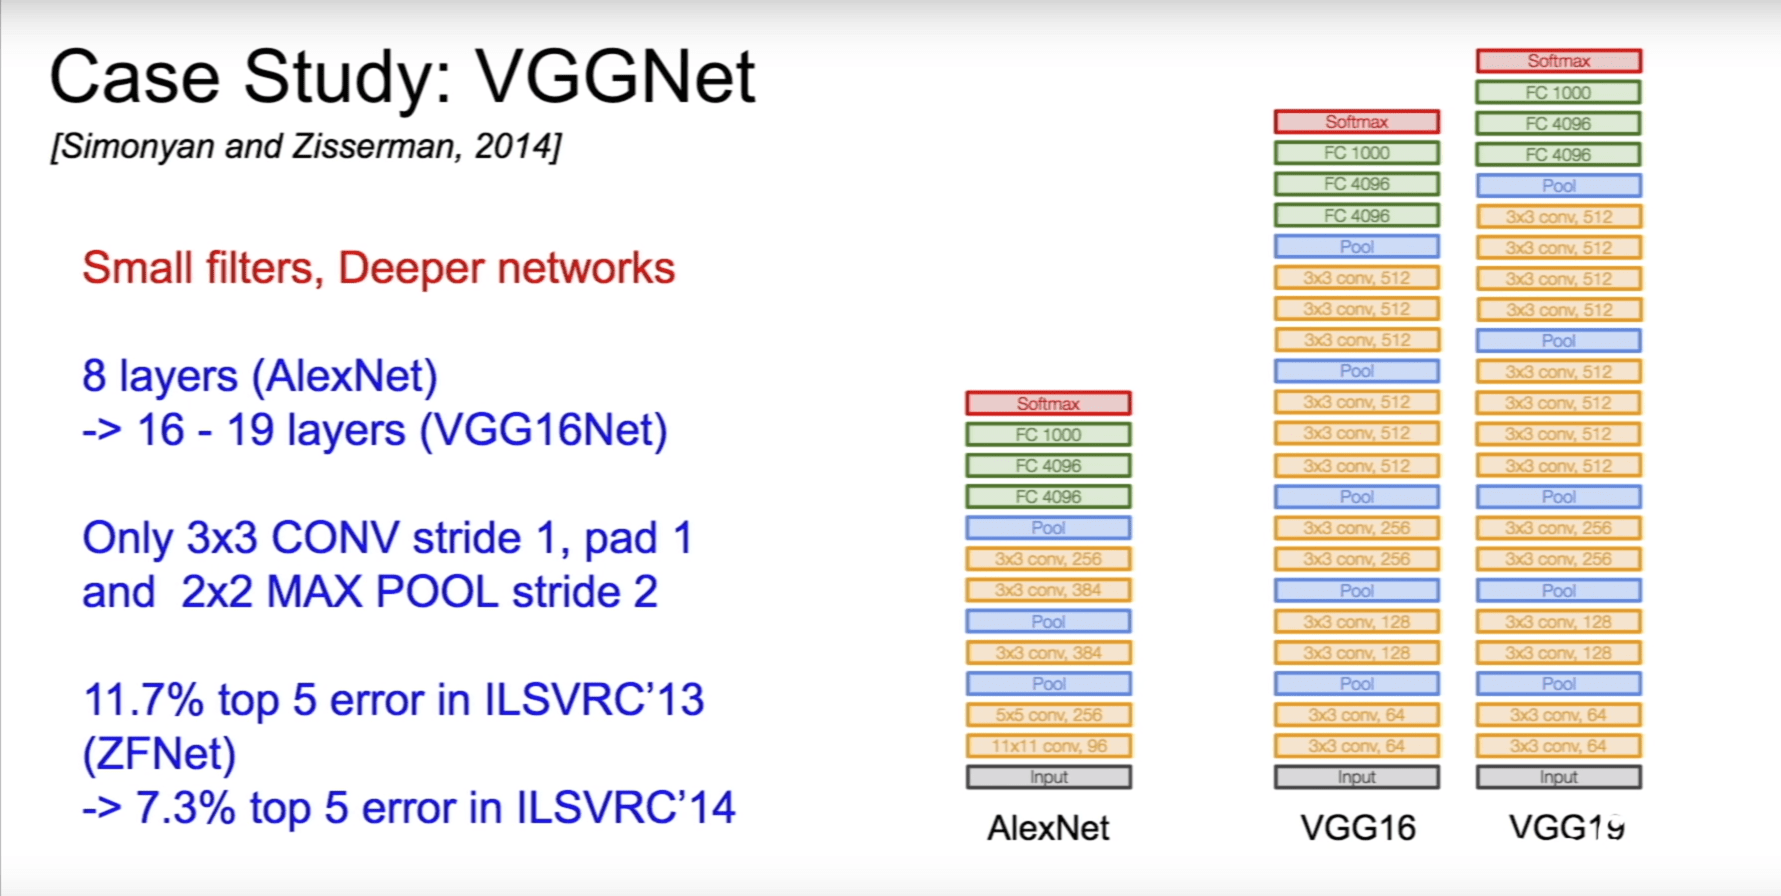 Case Study: VGGNet
[Simonyan and Zisserman, 2014]
Small filters, Deeper networks
8 layers (AlexNet)
-> 16 - 19 layers (VGG16Net)
Only 3x3 CONV stride 1, pad 1
and 2x2 MAX POOL stride 2
11.7% top 5 error in ILSVRC'13
(ZFNet)
-> 7.3% top 5 error in ILSVRC'14
Softmax
FC 1000
FC 4096
FC 4096
Pool
3x3 conv, 256
3x3 conv, 384
Pool
3x3 conv, 384
Pool
5x5 conv, 256
11x11 conv, 96
Input
AlexNet
Softmax
FC 1000
FC 4096
FC 4096
Pool
3x3 conv, 512
3x3 conv, 512
3x3 conv, 512
Pool
3x3 conv, 512
3x3 conv, 512
3x3 conv, 512
Pool
3x3 conv, 256
3x3 conv, 256
Pool
3x3 conv, 128
3x3 conv, 128
Pool
3x3 conv, 64
3x3 conv, 64
Input
VGG16
Softmax
FC 1000
FC 4096
FC 4096
Pool
3x3 conv, 512
3x3 conv, 512
3x3 conv, 512
3x3 conv, 512
Pool
3x3 conv, 512
3x3 conv, 512
3x3 conv, 512
3x3 conv, 512
Pool
3x3 conv, 256
3x3 conv, 256
Pool
3x3 conv, 128
3x3 conv, 128
Pool
3x3 conv, 64
3x3 conv, 64
Input
VGG19